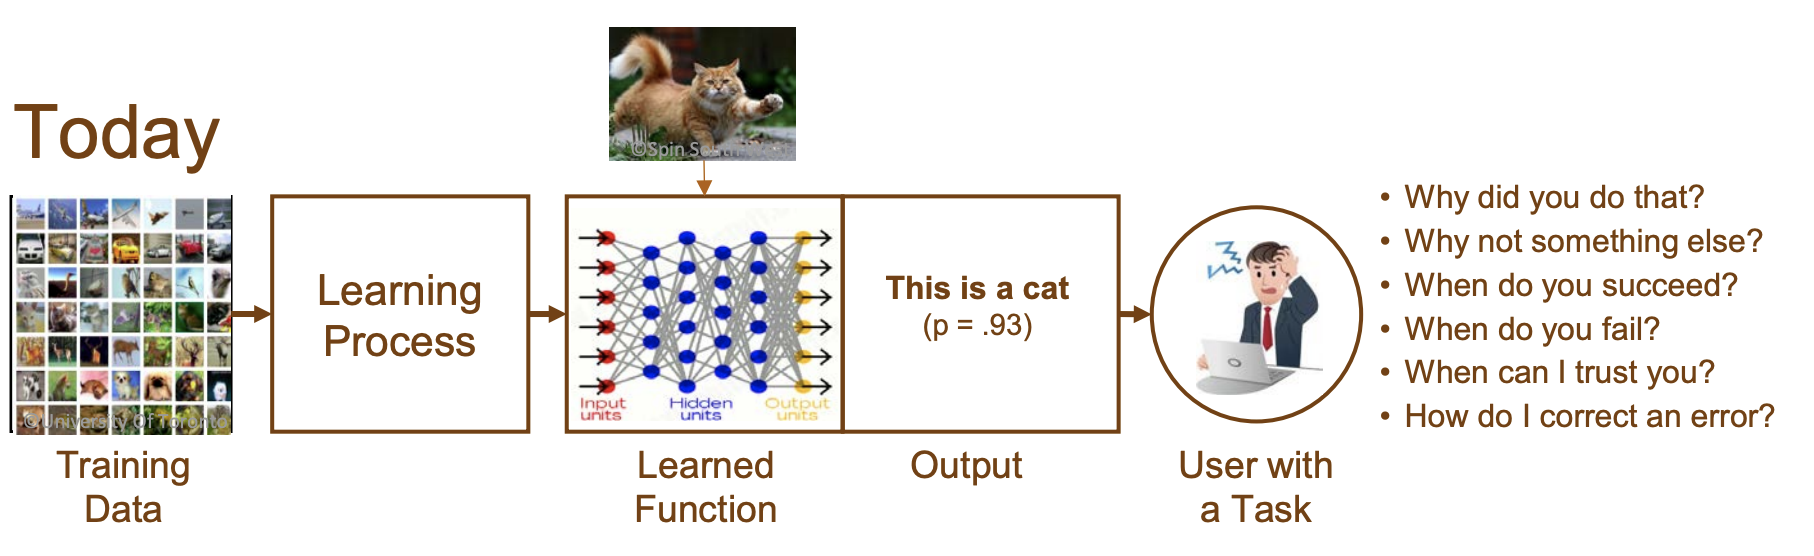 Today
©Spin South
Learning
Process
Input
units
Hidden
units
Output
units
This is a cat
(p = .93)
• Why did you do that?
• Why not something else?
• When do you succeed?
• When do you fail?
• When can I trust you?
• How do I correct an error?
©University Of Toronto
Training
Data
Learned
Function
Output
User with
a Task